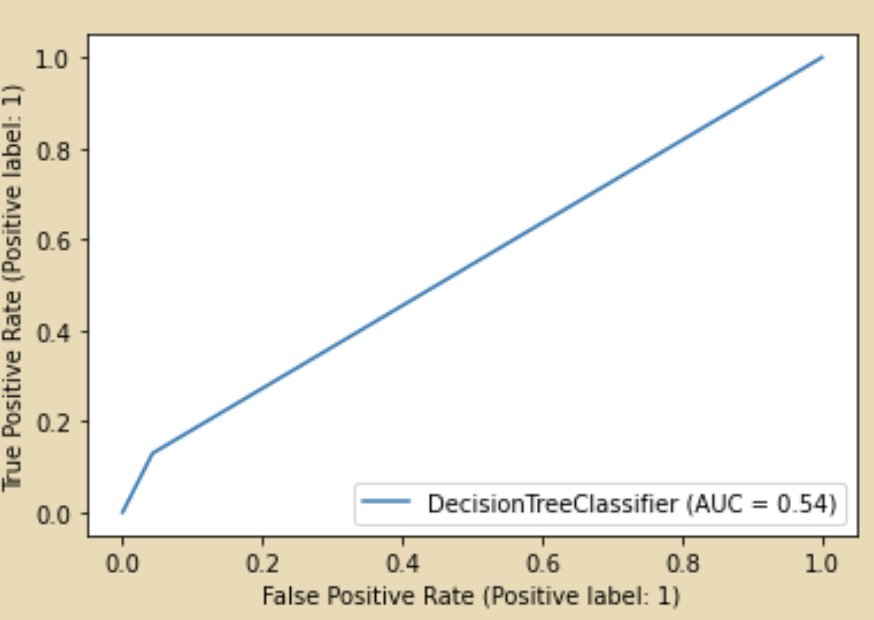 True Positive Rate (Positive label: 1)
1.0
0.8
0.6
0.4
0.2
0.0
DecisionTreeClassifier (AUC = 0.54)
0.0 0.2 0.4 0.6 0.8 1.0
False Positive Rate (Positive label: 1)